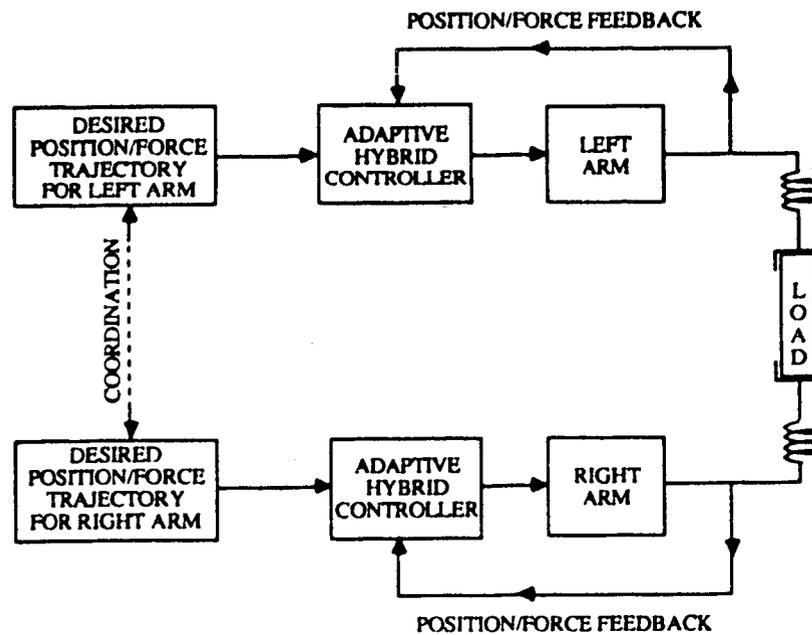 POSITION/FORCE FEEDBACK
DESIRED
POSITION/FORCE
TRAJECTORY
FOR LEFT ARM
ADAPTIVE
HYBRID
CONTROLLER
LEFT
ARM
COORDINATION
L
O
A
D
DESIRED
POSITION/FORCE
TRAJECTORY
FOR RIGHT ARM
ADAPTIVE
HYBRID
CONTROLLER
RIGHT
ARM
POSITION/FORCE FEEDBACK